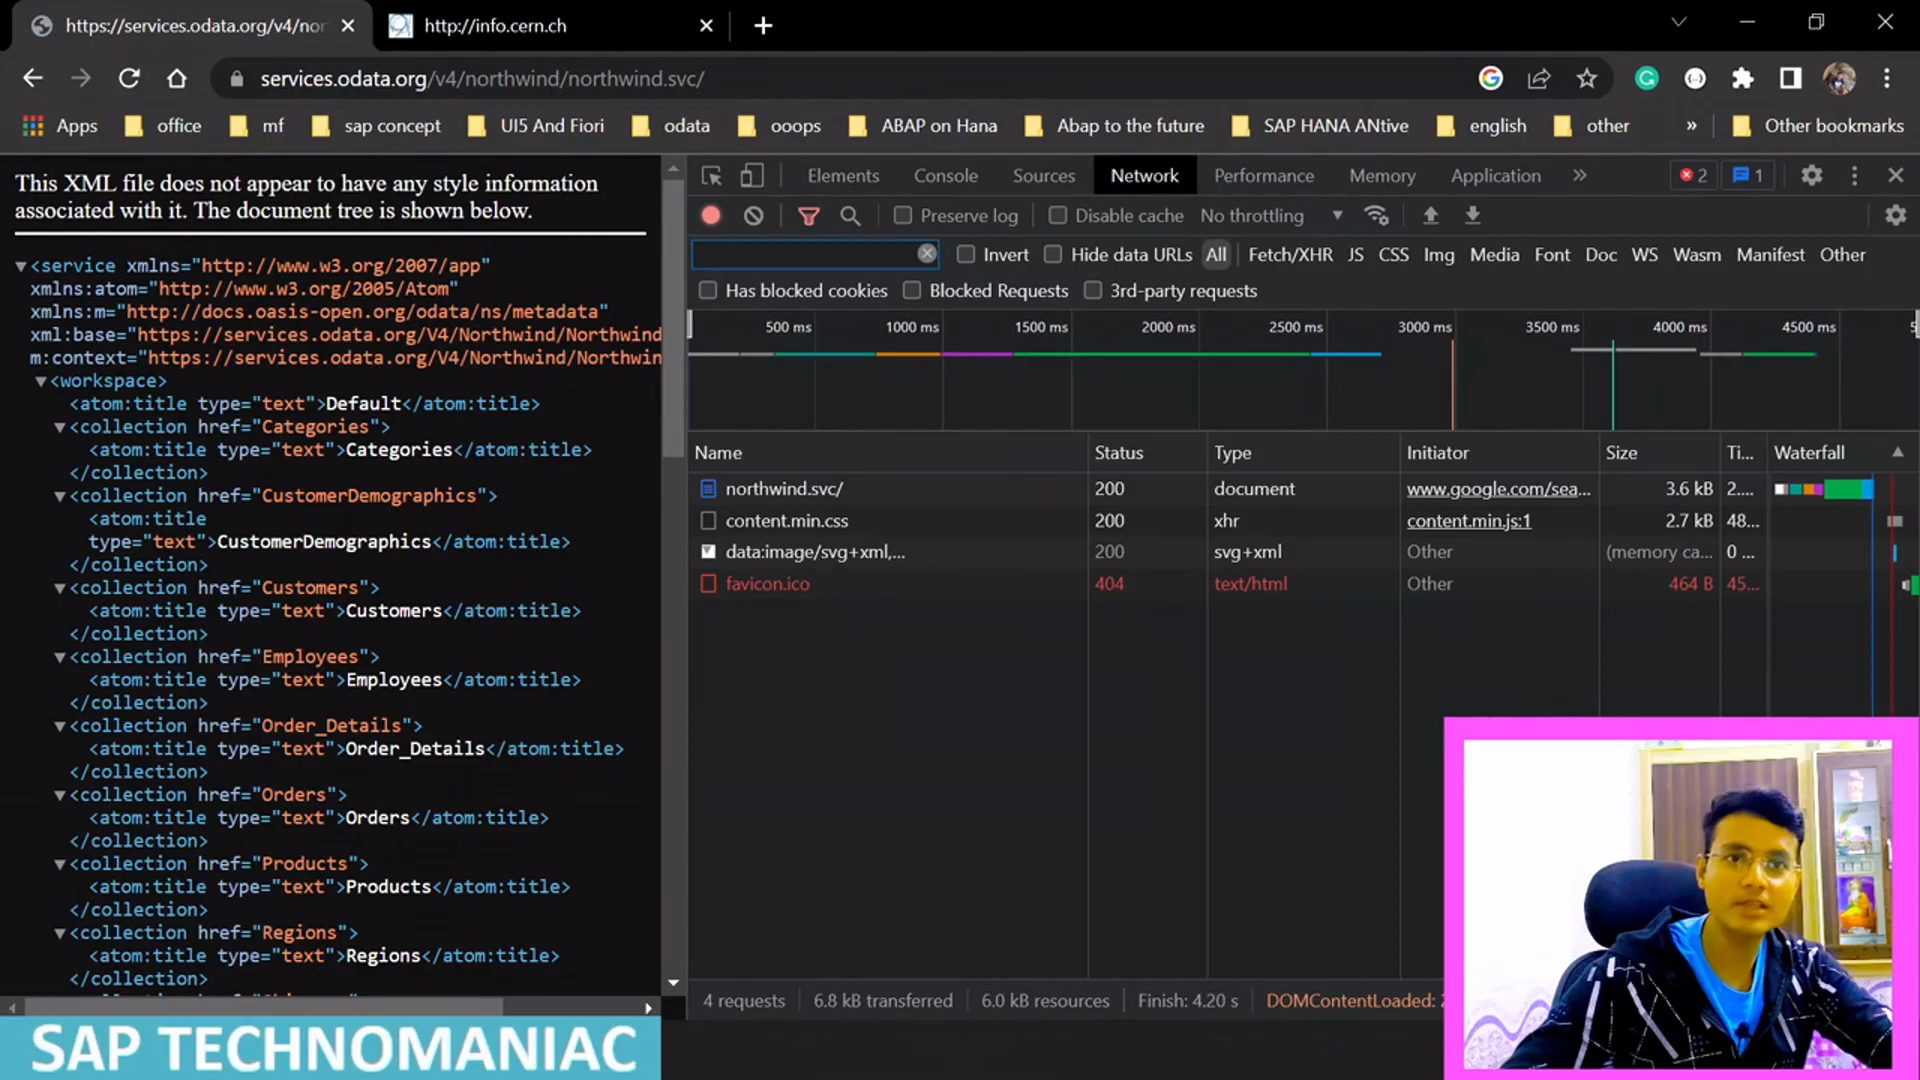 https://services.odata.org/v4/nor
http://info.cern.ch
services.odata.org/v4/northwind/northwind.svc/
Apps office mf sap concept UI5 And Fiori odata ooops ABAP on Hana Abap to the future SAP HANA ANtive english other » Other bookmarks
This XML file does not appear to have any style information
associated with it. The document tree is shown below.
<service xmlns="http://www.w3.org/2007/app"
xmlns:atom="http://www.w3.org/2005/Atom"
xmlns:m="http://docs.oasis-open.org/odata/ns/metadata"
xml:base="https://services.odata.org/V4/Northwind/Northwind
m:context="https://services.odata.org/V4/Northwind/Northwin
<workspace>
<atom:title type="text">Default</atom:title>
<collection href="Categories">
<atom:title type="text">Categories</atom:title>
</collection>
<collection href="CustomerDemographics">
<atom:title
type="text">CustomerDemographics</atom:title>
</collection>
<collection href="Customers">
<atom:title type="text">Customers</atom:title>
</collection>
<collection href="Employees">
<atom:title type="text">Employees</atom:title>
</collection>
<collection href="Order_Details">
<atom:title type="text">Order_Details</atom:title>
</collection>
<collection href="Orders">
<atom:title type="text">Orders</atom:title>
</collection>
<collection href="Products">
<atom:title type="text">Products</atom:title>
</collection>
<collection href="Regions">
<atom:title type="text">Regions</atom:title>
</collection>
SAP TECHNOMANIAC
Elements Console Sources Network Performance Memory Application » 2 1
Preserve log Disable cache No throttling
Invert Hide data URLs All Fetch/XHR JS CSS Img Media Font Doc WS Wasm Manifest Other
Has blocked cookies Blocked Requests 3rd-party requests
500 ms 1000 ms 1500 ms 2000 ms 2500 ms 3000 ms 3500 ms 4000 ms 4500 ms
Name Status Type Initiator Size Ti... Waterfall
northwind.svc/ 200 document www.google.com/sea... 3.6 kB 2....
content.min.css 200 xhr content.min.js:1 2.7 kB 48...
data:image/svg+xml,... 200 svg+xml Other (memory ca... 0 ...
favicon.ico 404 text/html Other 464 B 45...
4 requests 6.8 kB transferred 6.0 kB resources Finish: 4.20 s DOMContentLoaded: